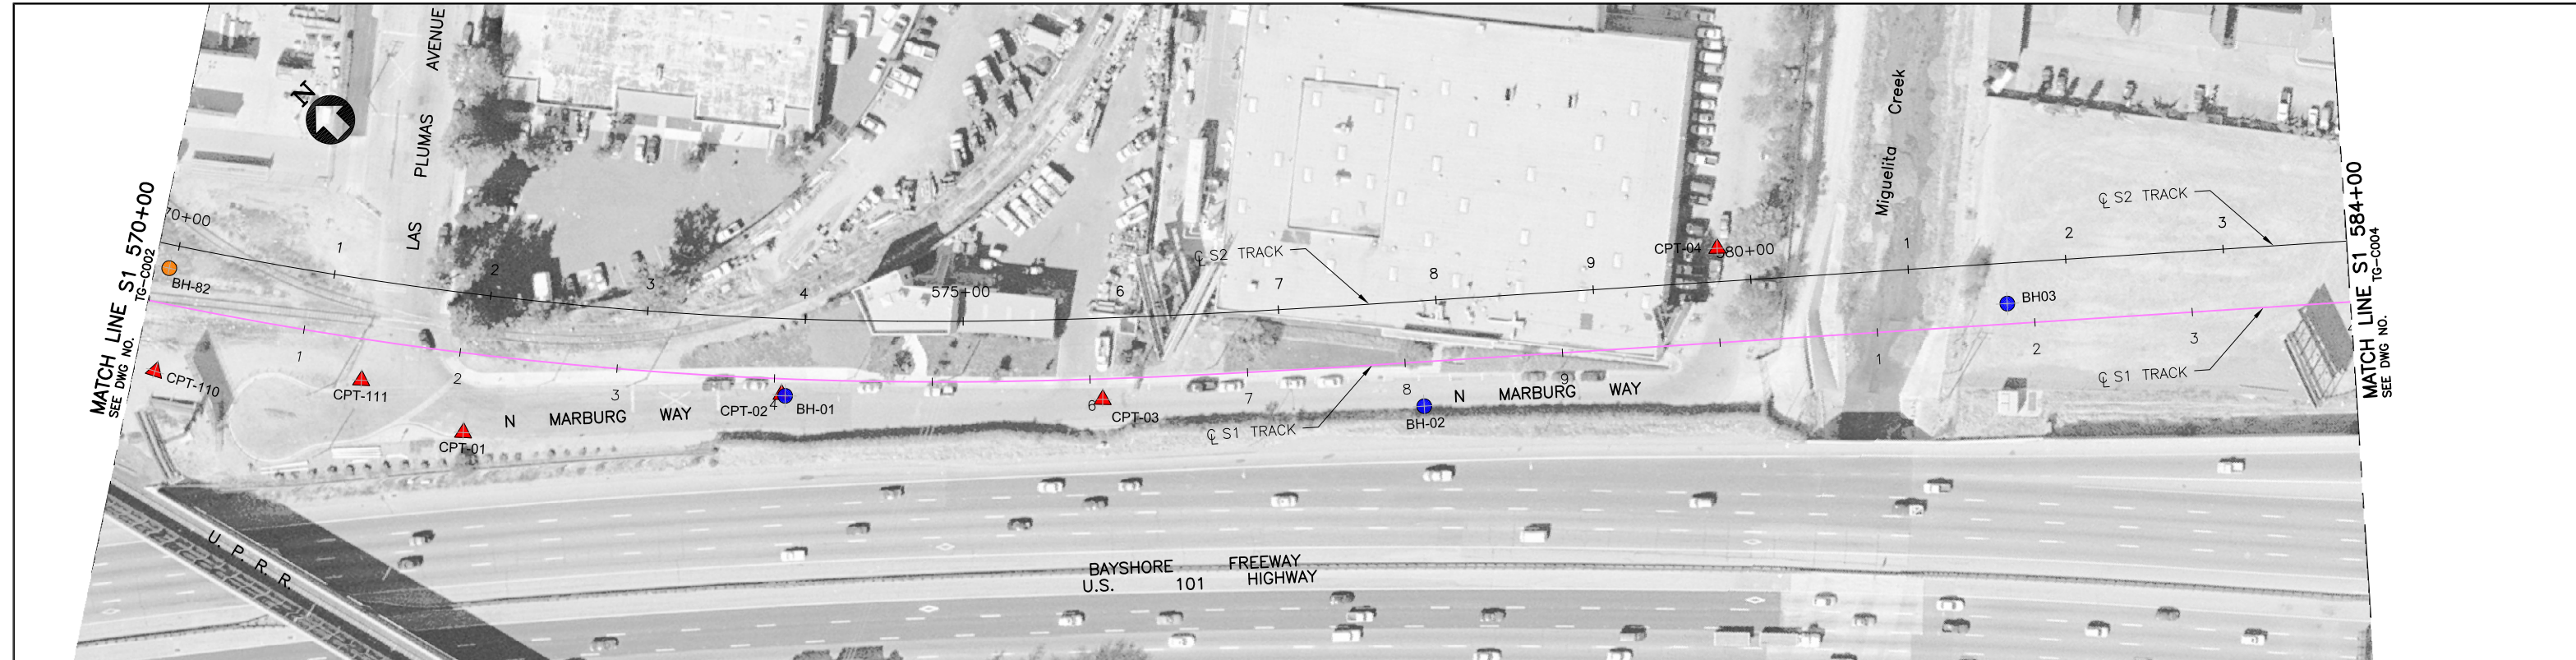 N
LAS PLUMAS AVENUE
MATCH LINE S1 570+00
SEE DWG NO. TG-C002
70+00
1
2
3
4
575+00
6
7
8
9
580+00
1
2
3
BH-82
CPT-110
CPT-111
CPT-01
CPT-02
BH-01
CPT-03
BH-02
CPT-04
BH03
1
2
3
4
6
7
8
9
1
2
3
℄ S2 TRACK
℄ S1 TRACK
℄ S2 TRACK
℄ S1 TRACK
N MARBURG WAY
N MARBURG WAY
Miguelita Creek
MATCH LINE S1 584+00
SEE DWG NO. TG-C004
U. P. R. R.
BAYSHORE FREEWAY
U.S. 101 HIGHWAY